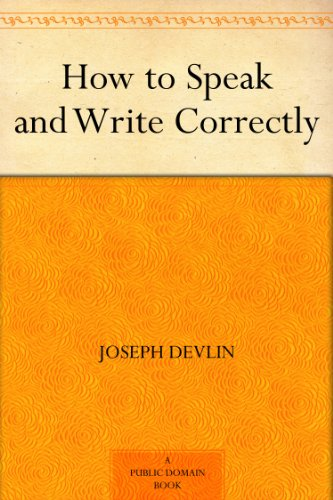 How to Speak
and Write Correctly
JOSEPH DEVLIN
A
PUBLIC DOMAIN
BOOK